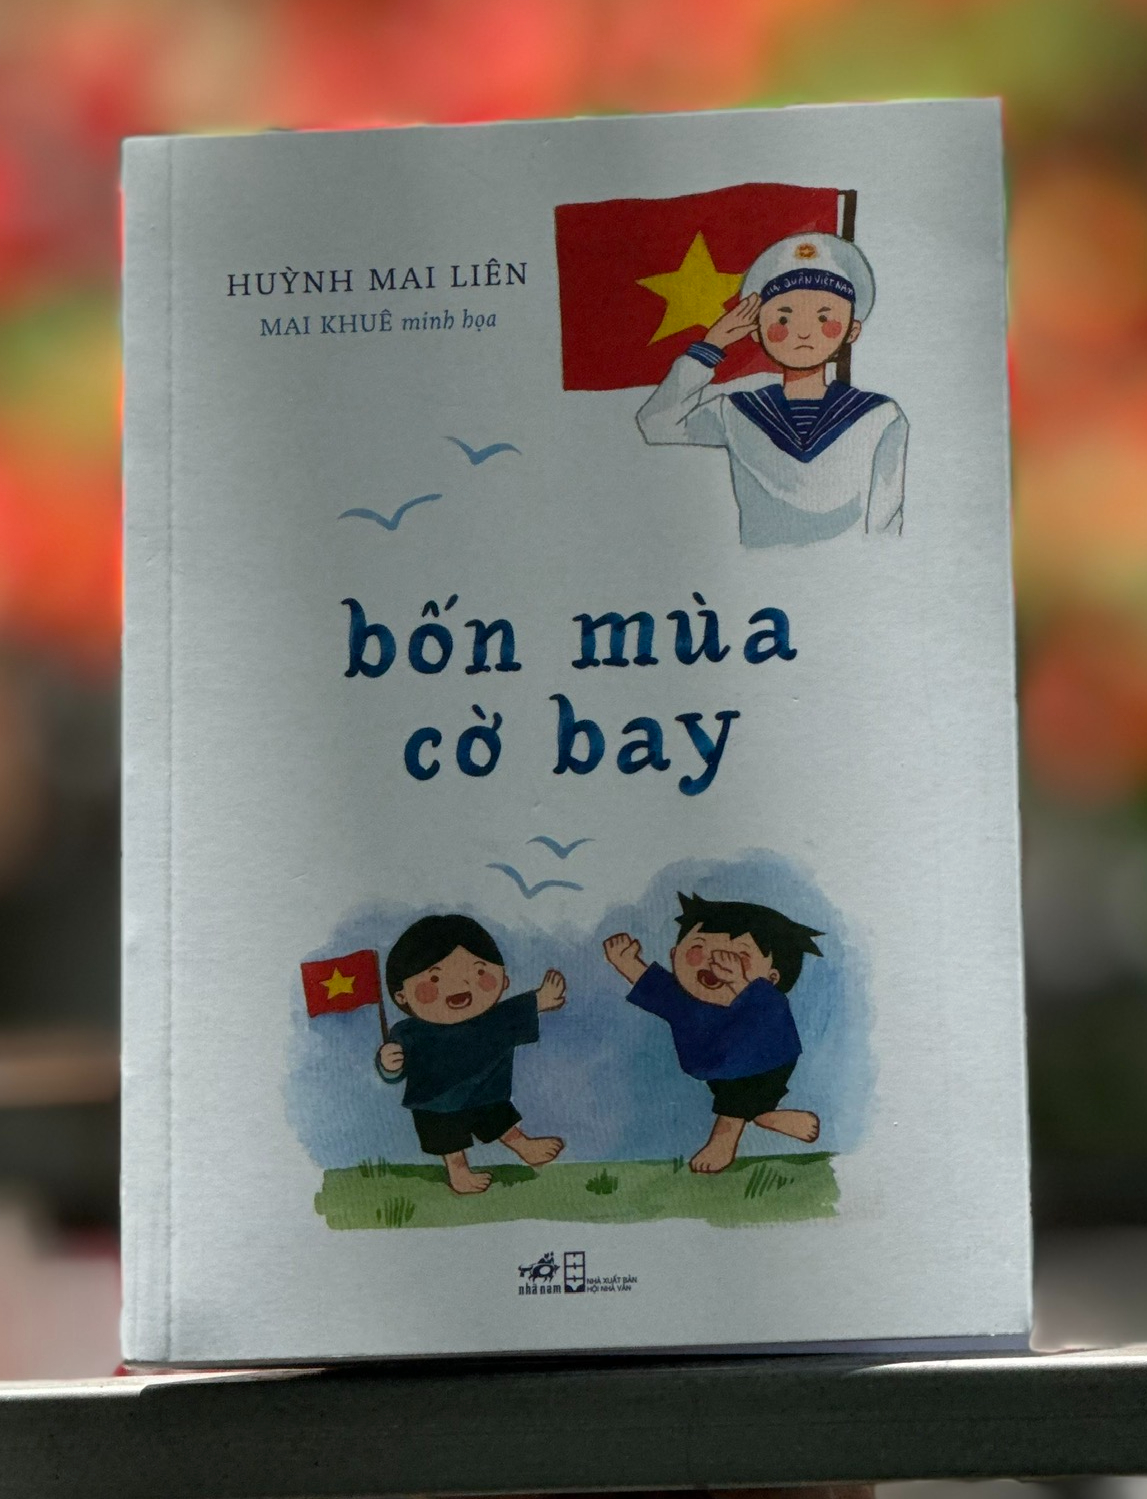 HUỲNH MAI LIÊN
MAI KHUÊ minh họa
QUÂN VIỆT NAM
bốn mùa
cờ bay
nhã nam
NHÀ XUẤT BẢN
HỘI NHÀ VĂN